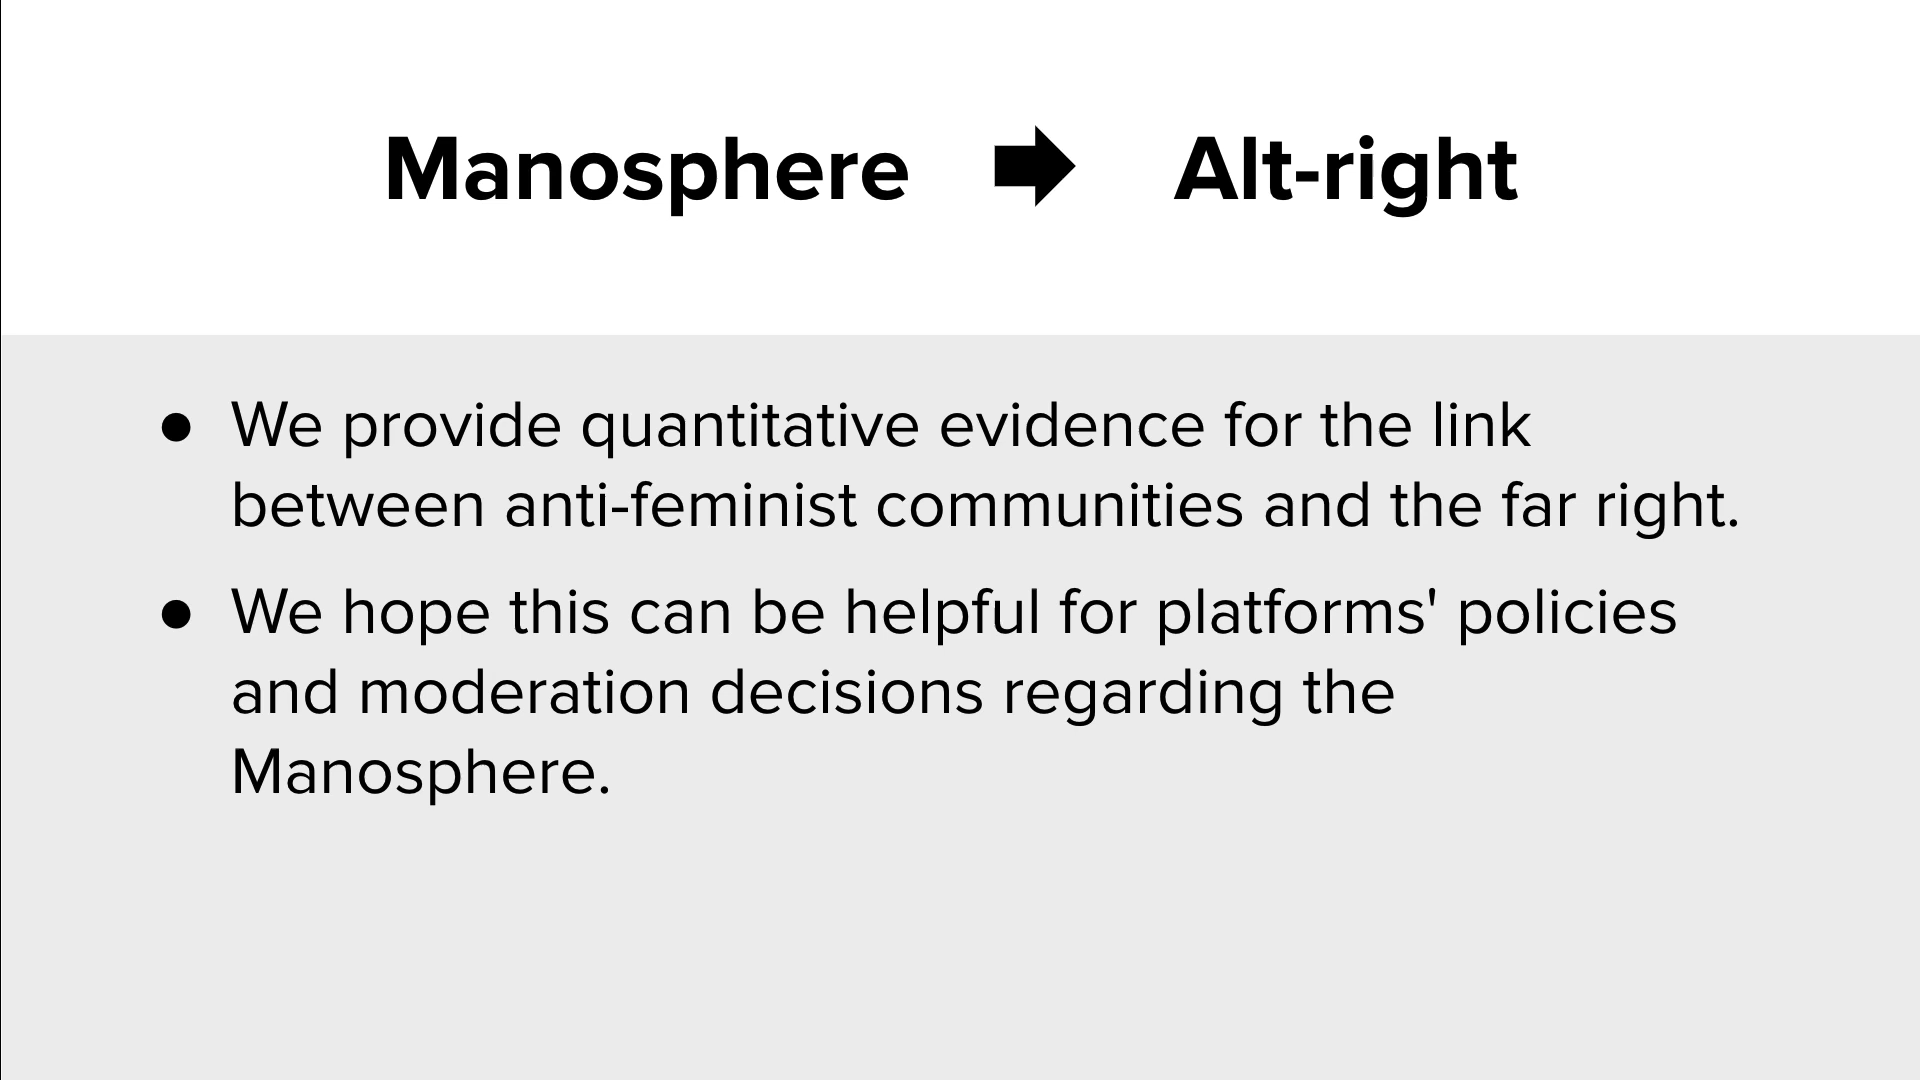 Manosphere ➡ Alt-right
● We provide quantitative evidence for the link
between anti-feminist communities and the far right.
● We hope this can be helpful for platforms' policies
and moderation decisions regarding the
Manosphere.